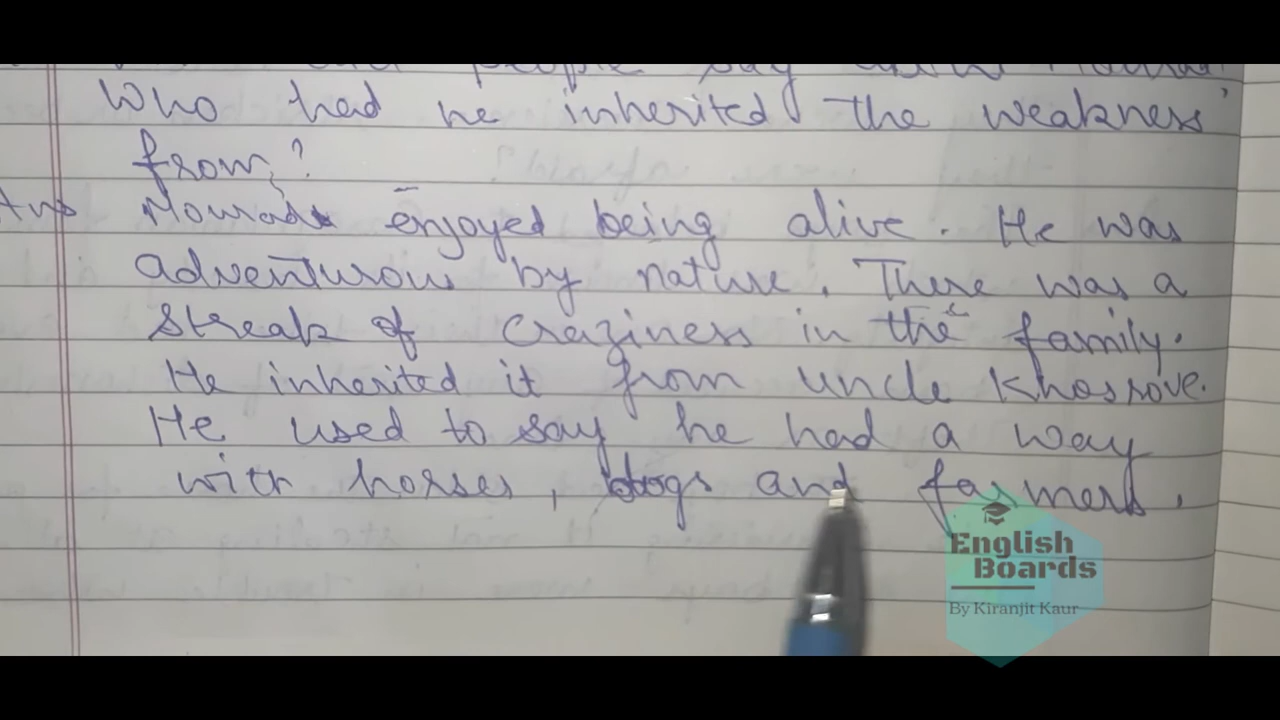 people say
Who had he inherited the weakness'
from?
Ans Mourad enjoyed being alive. He was
adventurous by nature. There was a
streak of craziness in the family.
He inherited it from uncle Khosrove.
He used to say he had a way
with horses, dogs and farmers.
English
Boards
By Kiranjit Kaur